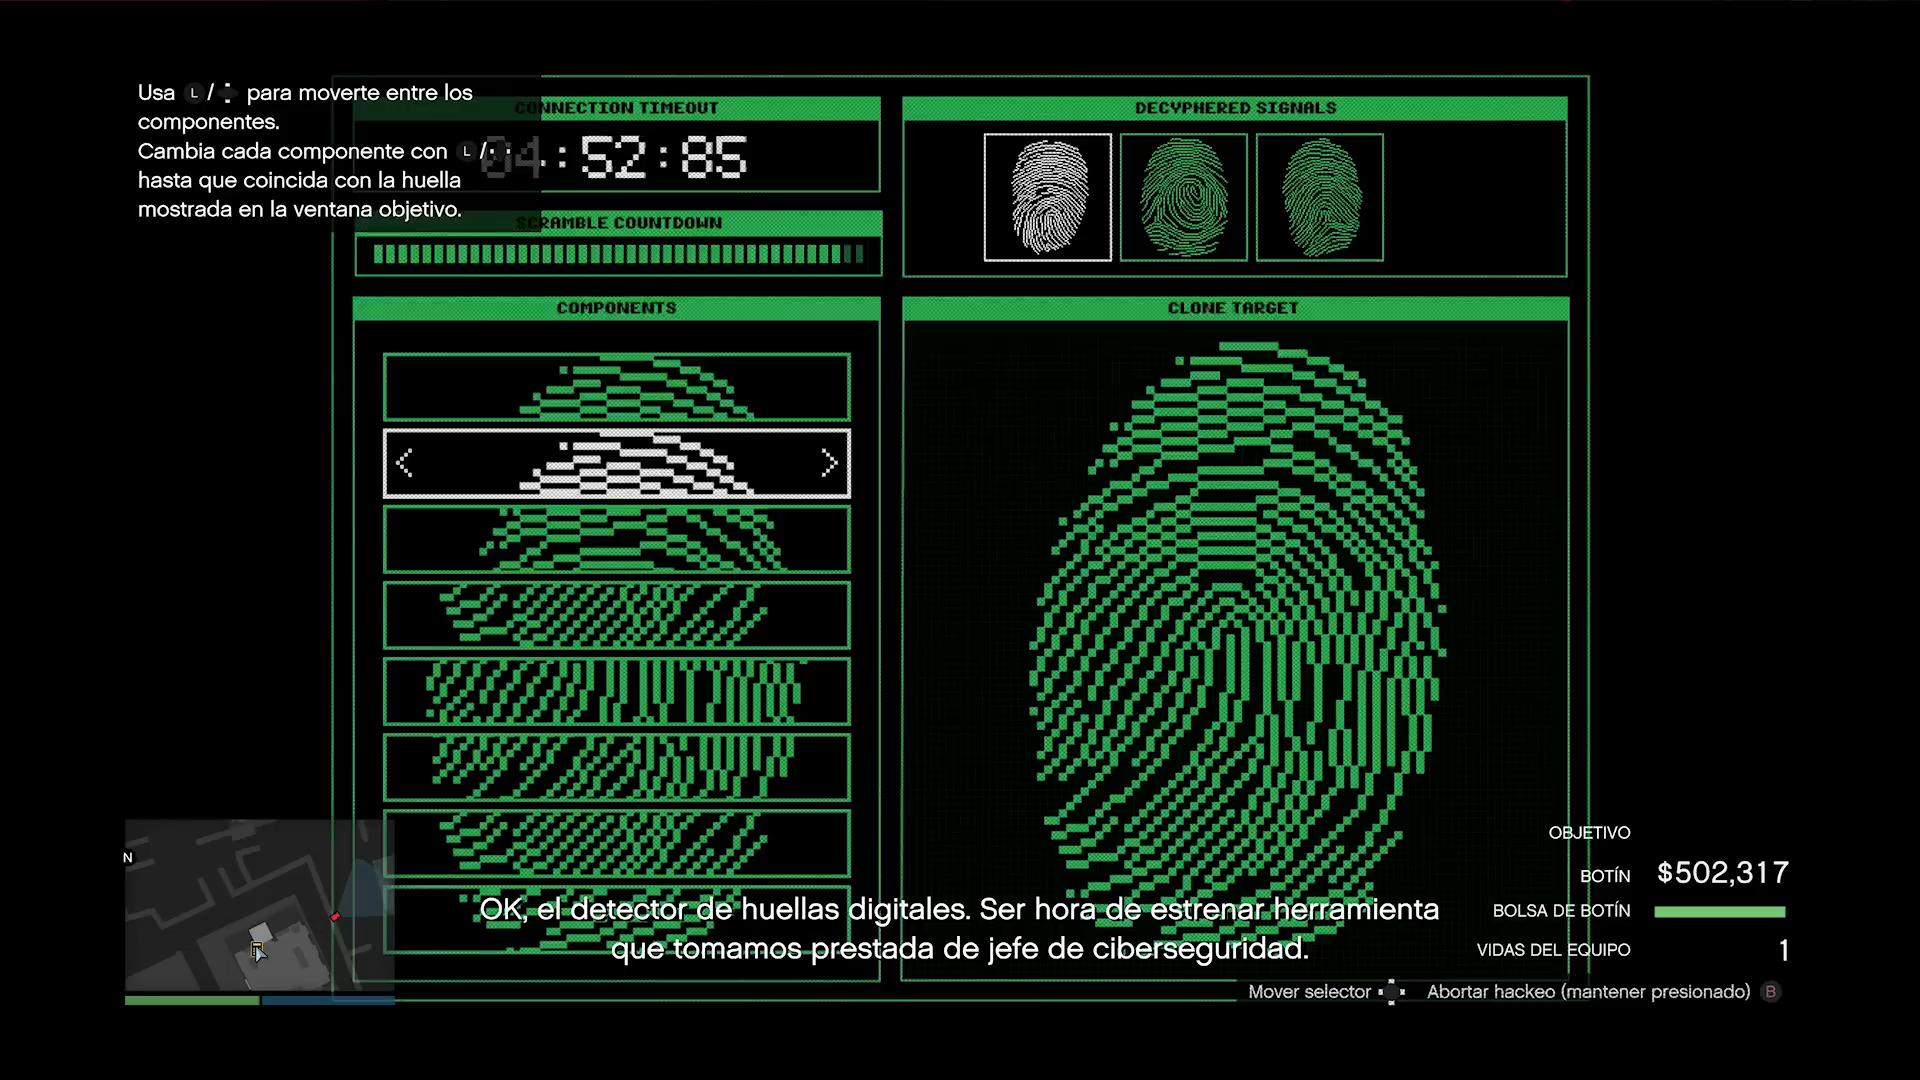 Usa L / para moverte entre los
componentes.
Cambia cada componente con L /
hasta que coincida con la huella
mostrada en la ventana objetivo.
CONNECTION TIMEOUT
04:52:85
SCRAMBLE COUNTDOWN
DECYPHERED SIGNALS
COMPONENTS
CLONE TARGET
N
OK, el detector de huellas digitales. Ser hora de estrenar herramienta
que tomamos prestada de jefe de ciberseguridad.
OBJETIVO
BOTÍN $502,317
BOLSA DE BOTÍN
VIDAS DEL EQUIPO 1
Mover selector Abortar hackeo (mantener presionado) B